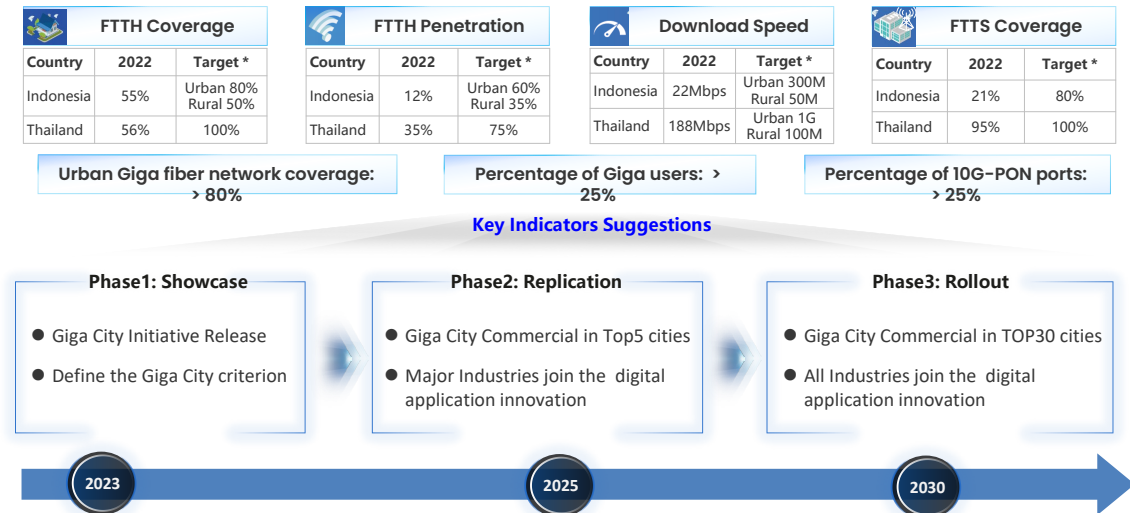 FTTH Coverage
Country 2022 Target *
Indonesia 55% Urban 80%
Rural 50%
Thailand 56% 100%
FTTH Penetration
Country 2022 Target *
Indonesia 12% Urban 60%
Rural 35%
Thailand 35% 75%
Download Speed
Country 2022 Target *
Indonesia 22Mbps Urban 300M
Rural 50M
Thailand 188Mbps Urban 1G
Rural 100M
FTTS Coverage
Country 2022 Target *
Indonesia 21% 80%
Thailand 95% 100%
Urban Giga fiber network coverage:
> 80%
Percentage of Giga users: >
25%
Percentage of 10G-PON ports:
> 25%
Key Indicators Suggestions
Phase1: Showcase
● Giga City Initiative Release
● Define the Giga City criterion
Phase2: Replication
● Giga City Commercial in Top5 cities
● Major Industries join the digital
application innovation
Phase3: Rollout
● Giga City Commercial in TOP30 cities
● All Industries join the digital
application innovation
2023
2025
2030